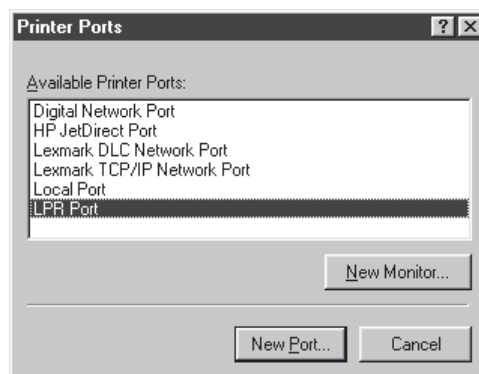 Printer Ports
Available Printer Ports:
Digital Network Port
HP JetDirect Port
Lexmark DLC Network Port
Lexmark TCP/IP Network Port
Local Port
LPR Port
New Monitor...
New Port...
Cancel